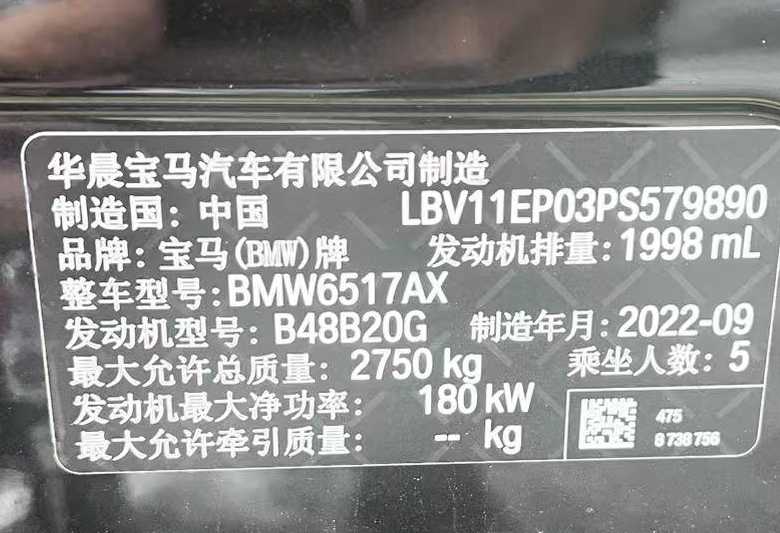 华晨宝马汽车有限公司制造
制造国：中国 LBV11EP03PS579890
品牌：宝马(BMW)牌 发动机排量：1998 mL
整车型号：BMW6517AX
发动机型号：B48B20G 制造年月：2022-09
最大允许总质量：2750 kg 乘坐人数：5
发动机最大净功率：180 kW
最大允许牵引质量：-- kg
475
8 738 756